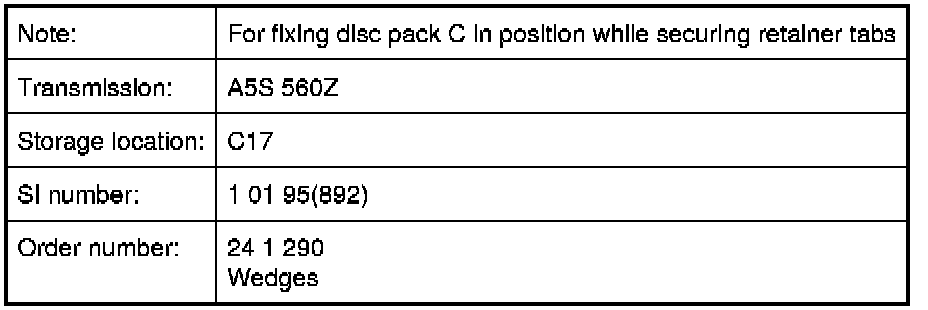 Note: For fixing disc pack C in position while securing retainer tabs
Transmission: A5S 560Z
Storage location: C17
SI number: 1 01 95(892)
Order number: 24 1 290
Wedges